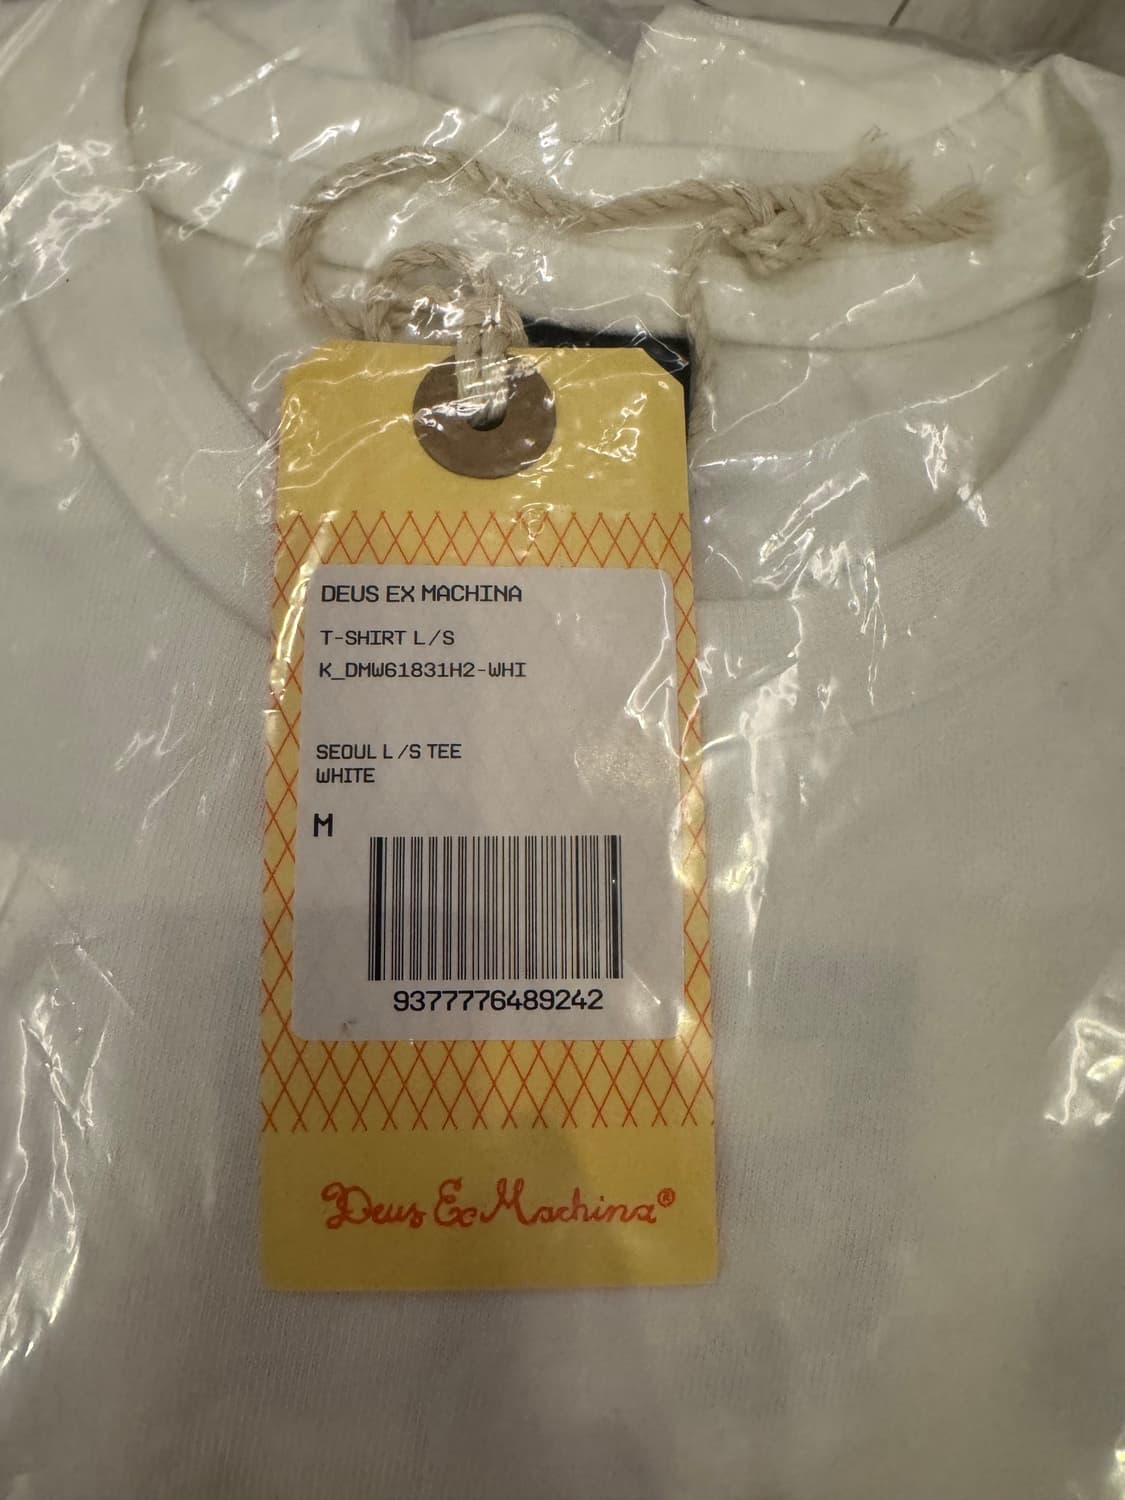 DEUS EX MACHINA
T-SHIRT L/S
K_DMW61831H2-WHI
SEOUL L/S TEE
WHITE
M
9377776489242
Deus Ex Machina®